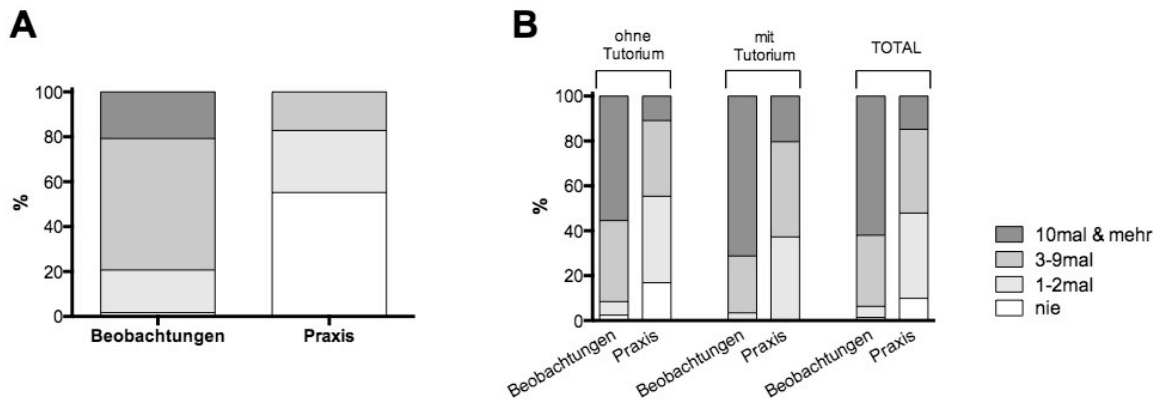 A
%
100
80
60
40
20
0
Beobachtungen
Praxis
B
ohne
Tutorium
mit
Tutorium
TOTAL
%
100
80
60
40
20
0
Beobachtungen
Praxis
Beobachtungen
Praxis
Beobachtungen
Praxis
10mal & mehr
3-9mal
1-2mal
nie